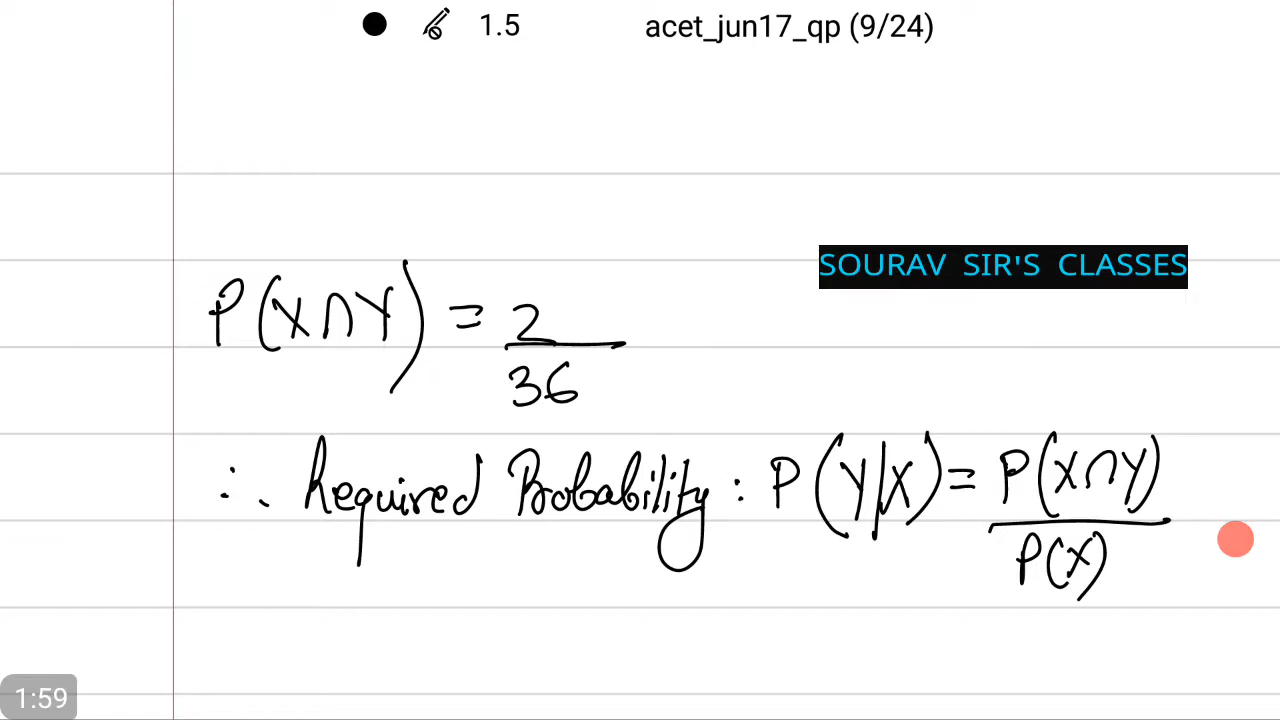 1.5 acet_jun17_qp (9/24)
SOURAV SIR'S CLASSES
P(X∩Y) = 2/36
∴ Required Probability : P(Y|X) = P(X∩Y)/P(X)
1:59